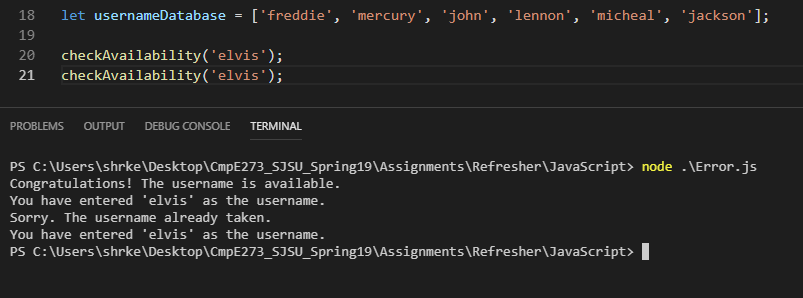 18 let usernameDatabase = ['freddie', 'mercury', 'john', 'lennon', 'micheal', 'jackson'];
19
20 checkAvailability('elvis');
21 checkAvailability('elvis');
PROBLEMS OUTPUT DEBUG CONSOLE TERMINAL
PS C:\Users\shrke\Desktop\CmpE273_SJSU_Spring19\Assignments\Refresher\JavaScript> node .\Error.js
Congratulations! The username is available.
You have entered 'elvis' as the username.
Sorry. The username already taken.
You have entered 'elvis' as the username.
PS C:\Users\shrke\Desktop\CmpE273_SJSU_Spring19\Assignments\Refresher\JavaScript>